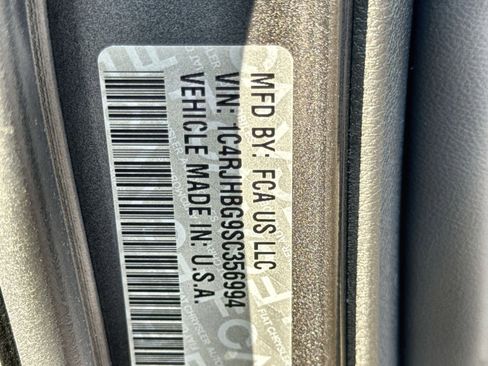 MFD BY: FCA US LLC
VIN: 1C4RJHBG9SC356994
VEHICLE MADE IN: U.S.A.